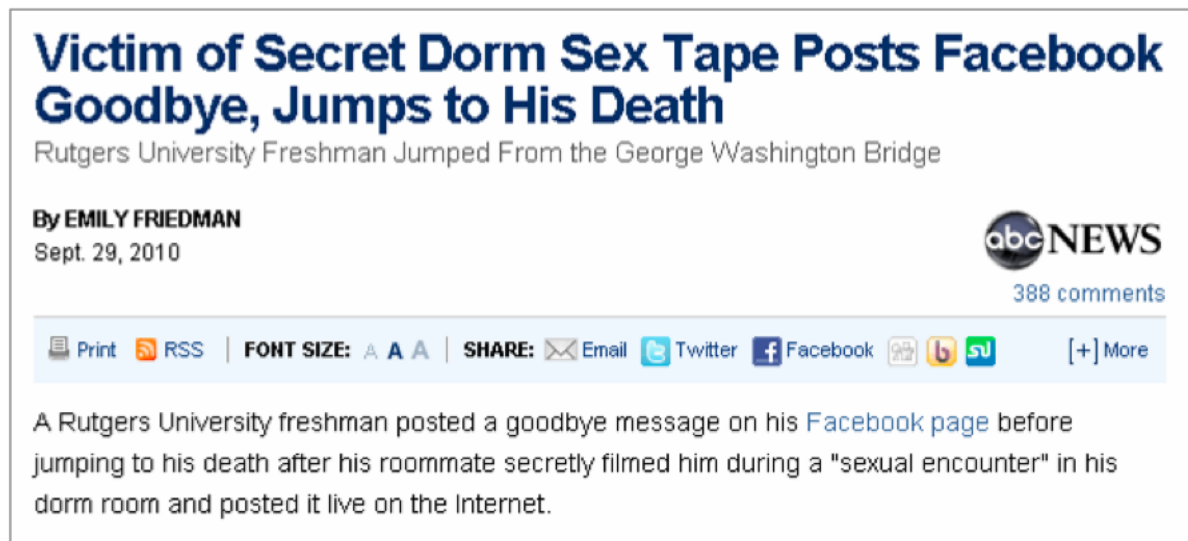 Victim of Secret Dorm Sex Tape Posts Facebook
Goodbye, Jumps to His Death
Rutgers University Freshman Jumped From the George Washington Bridge
By EMILY FRIEDMAN
Sept. 29, 2010
abc NEWS
388 comments
Print RSS | FONT SIZE: A A A | SHARE: Email Twitter Facebook [+] More
A Rutgers University freshman posted a goodbye message on his Facebook page before
jumping to his death after his roommate secretly filmed him during a "sexual encounter" in his
dorm room and posted it live on the Internet.